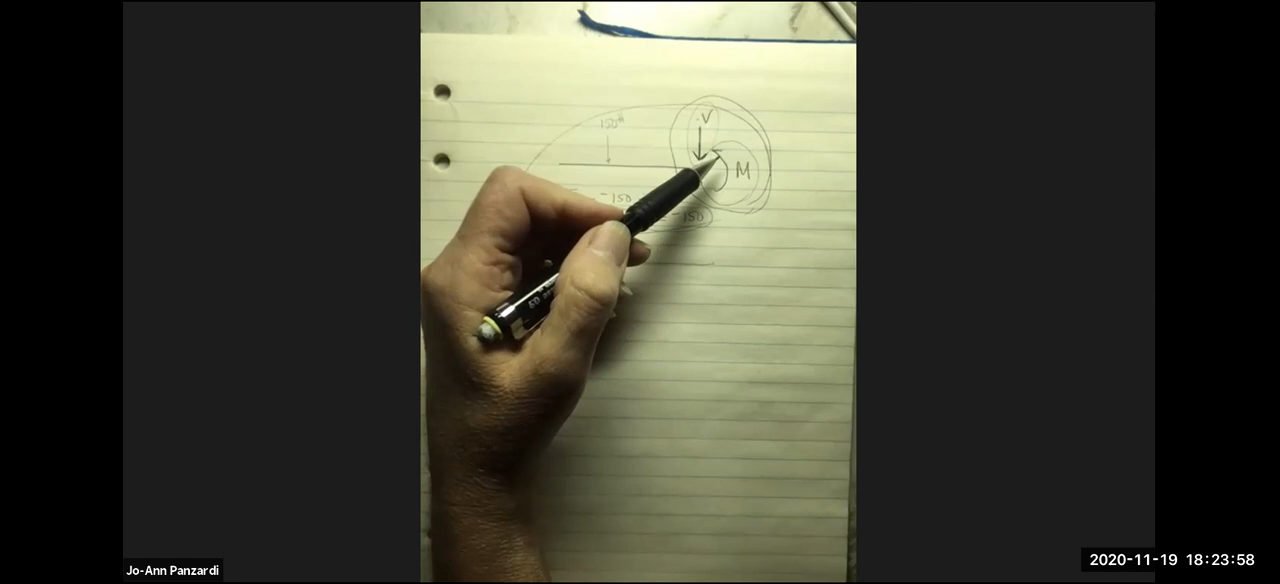 150#
V
M
-150
= -150
Jo-Ann Panzardi
2020-11-19 18:23:58